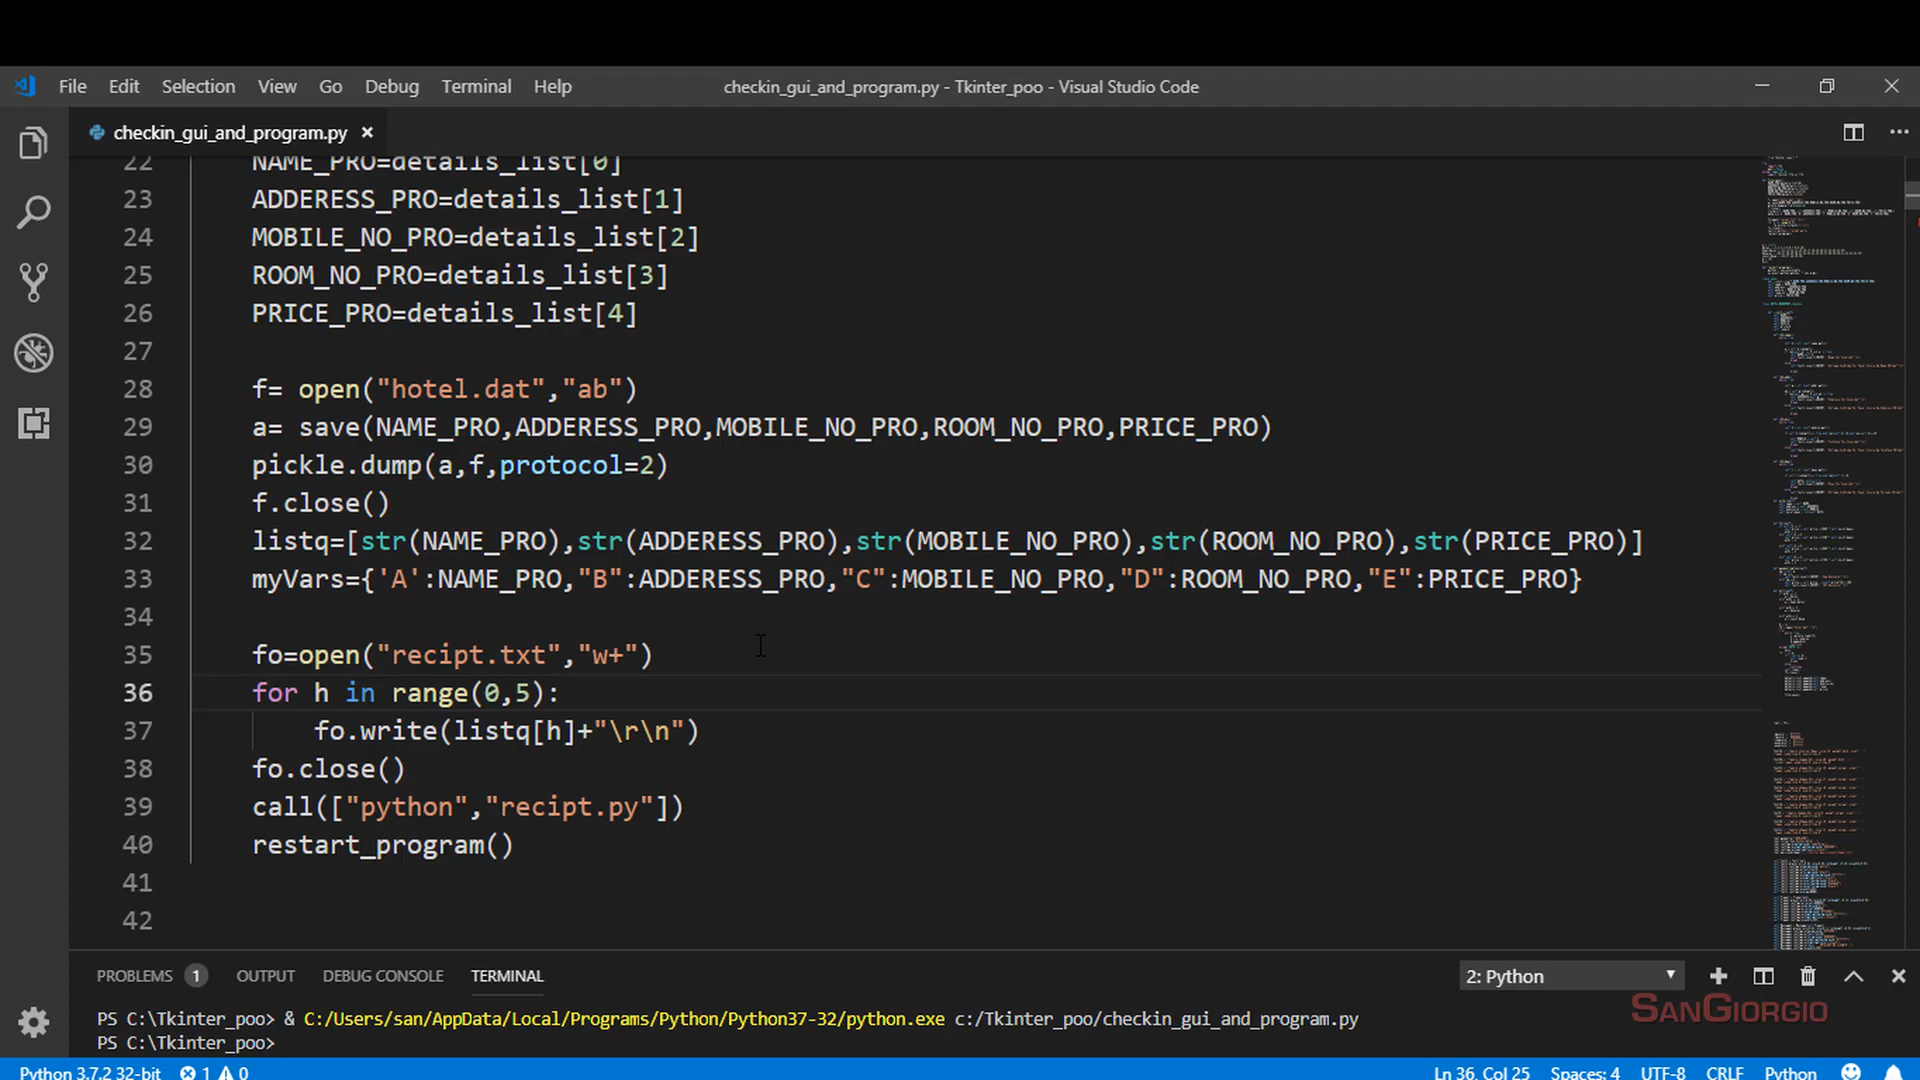 File Edit Selection View Go Debug Terminal Help
checkin_gui_and_program.py - Tkinter_poo - Visual Studio Code
checkin_gui_and_program.py
22 NAME_PRO=details_list[0]
23 ADDERESS_PRO=details_list[1]
24 MOBILE_NO_PRO=details_list[2]
25 ROOM_NO_PRO=details_list[3]
26 PRICE_PRO=details_list[4]
27
28 f= open("hotel.dat","ab")
29 a= save(NAME_PRO,ADDERESS_PRO,MOBILE_NO_PRO,ROOM_NO_PRO,PRICE_PRO)
30 pickle.dump(a,f,protocol=2)
31 f.close()
32 listq=[str(NAME_PRO),str(ADDERESS_PRO),str(MOBILE_NO_PRO),str(ROOM_NO_PRO),str(PRICE_PRO)]
33 myVars={'A':NAME_PRO,"B":ADDERESS_PRO,"C":MOBILE_NO_PRO,"D":ROOM_NO_PRO,"E":PRICE_PRO}
34
35 fo=open("recipt.txt","w+")
36 for h in range(0,5):
37 fo.write(listq[h]+"\r\n")
38 fo.close()
39 call(["python","recipt.py"])
40 restart_program()
41
42
PROBLEMS 1 OUTPUT DEBUG CONSOLE TERMINAL 2: Python
SANGIORGIO
PS C:\Tkinter_poo> & C:/Users/san/AppData/Local/Programs/Python/Python37-32/python.exe c:/Tkinter_poo/checkin_gui_and_program.py
PS C:\Tkinter_poo>
Python 3.7.2 32-bit 1 0 Ln 36, Col 25 Spaces: 4 UTF-8 CRLF Python